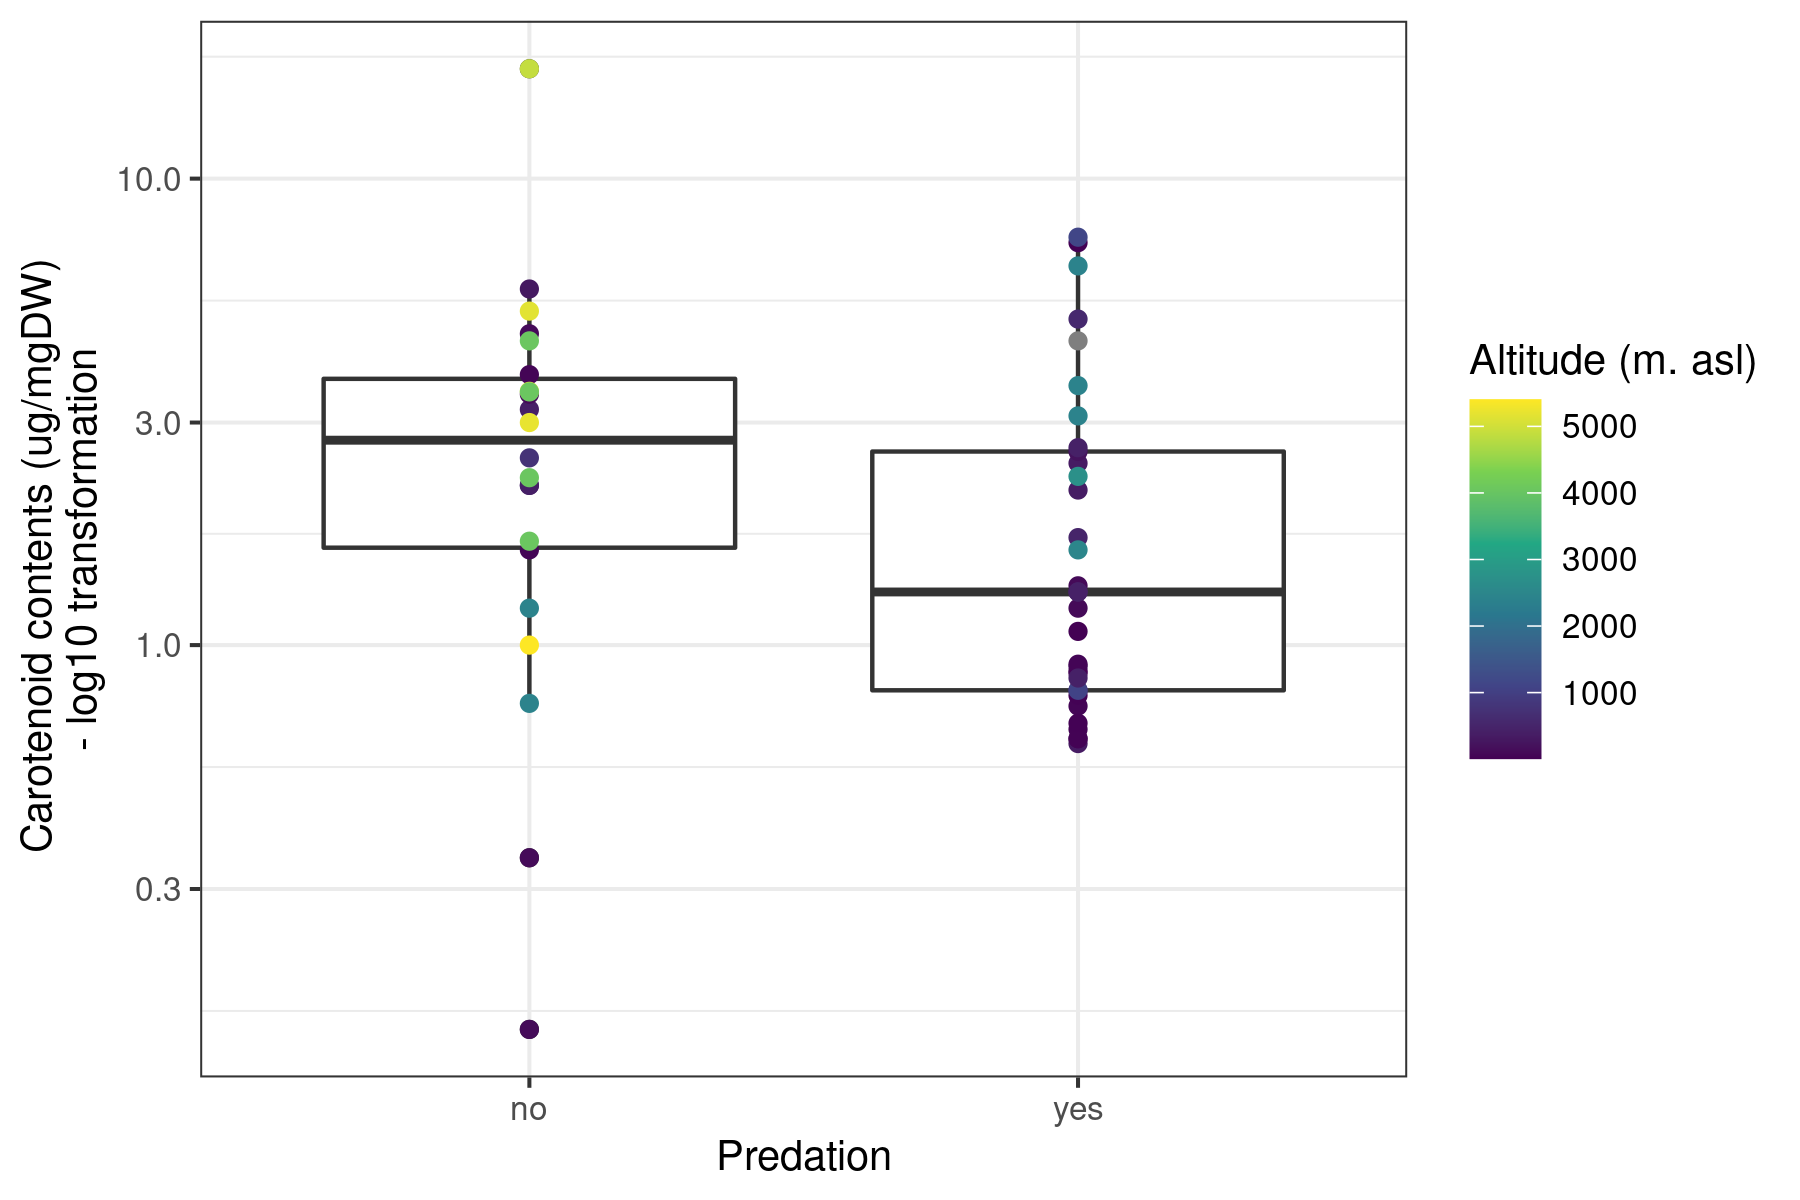 Carotenoid contents (ug/mgDW)
- log10 transformation
10.0
3.0
1.0
0.3
no
yes
Predation
Altitude (m. asl)
5000
4000
3000
2000
1000